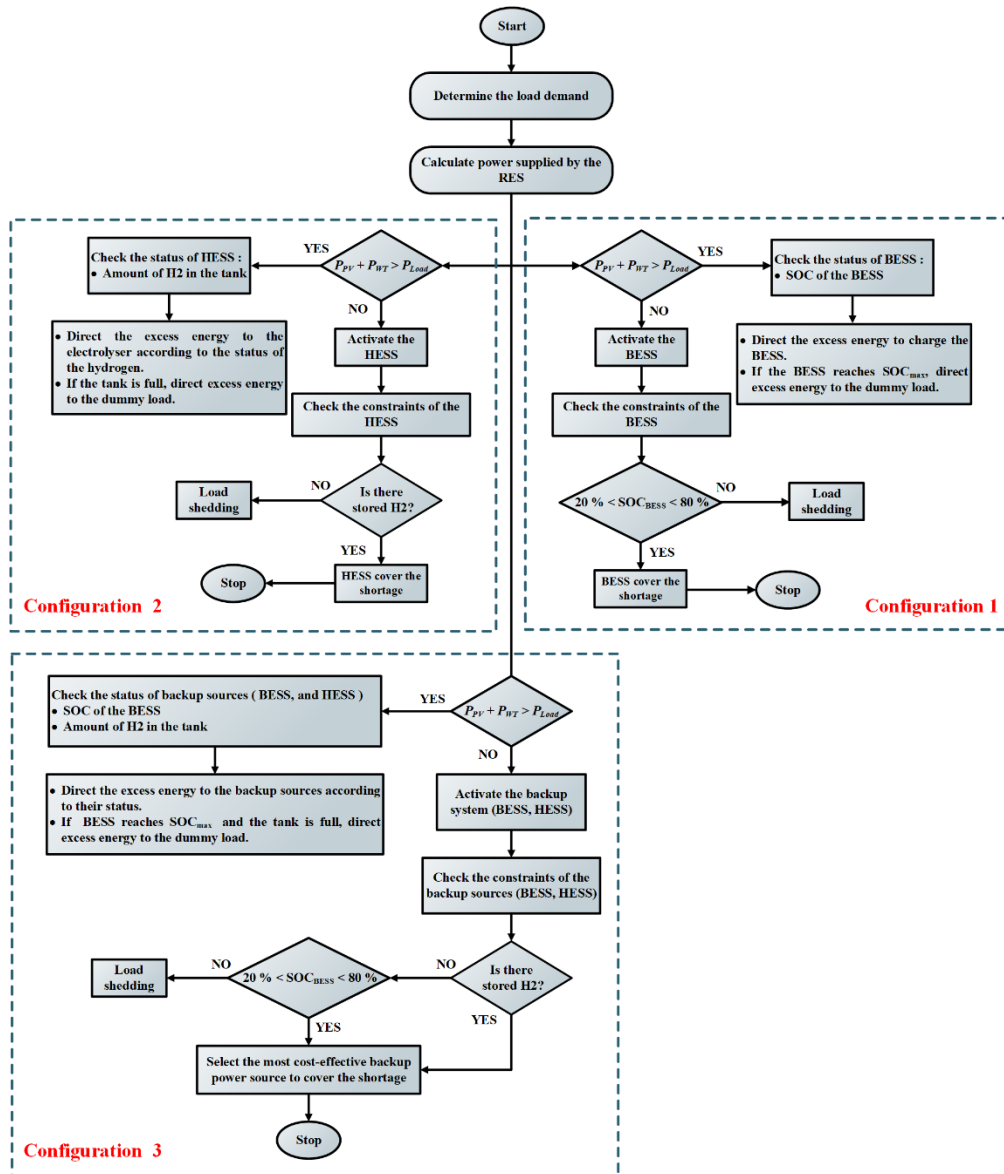 Start
Determine the load demand
Calculate power supplied by the
RES
YES
P_PV + P_WT > P_Load
Check the status of HESS :
• Amount of H2 in the tank
NO
• Direct the excess energy to the
electrolyser according to the status of
the hydrogen.
• If the tank is full, direct excess energy
to the dummy load.
Activate the
HESS
Check the constraints of the
HESS
Is there
stored H2?
NO
Load
shedding
YES
HESS cover the
shortage
Stop
Configuration 2
P_PV + P_WT > P_Load
YES
Check the status of BESS :
• SOC of the BESS
NO
• Direct the excess energy to charge the
BESS.
• If the BESS reaches SOCmax, direct
excess energy to the dummy load.
Activate the
BESS
Check the constraints of the
BESS
20 % < SOC_BESS < 80 %
NO
Load
shedding
YES
BESS cover the
shortage
Stop
Configuration 1
P_PV + P_WT > P_Load
YES
Check the status of backup sources ( BESS, and HESS )
• SOC of the BESS
• Amount of H2 in the tank
NO
• Direct the excess energy to the backup sources according
to their status.
• If BESS reaches SOCmax and the tank is full, direct
excess energy to the dummy load.
Activate the backup
system (BESS, HESS)
Check the constraints of the
backup sources (BESS, HESS)
Is there
stored H2?
NO
20 % < SOC_BESS < 80 %
NO
Load
shedding
YES
YES
Select the most cost-effective backup
power source to cover the shortage
Stop
Configuration 3